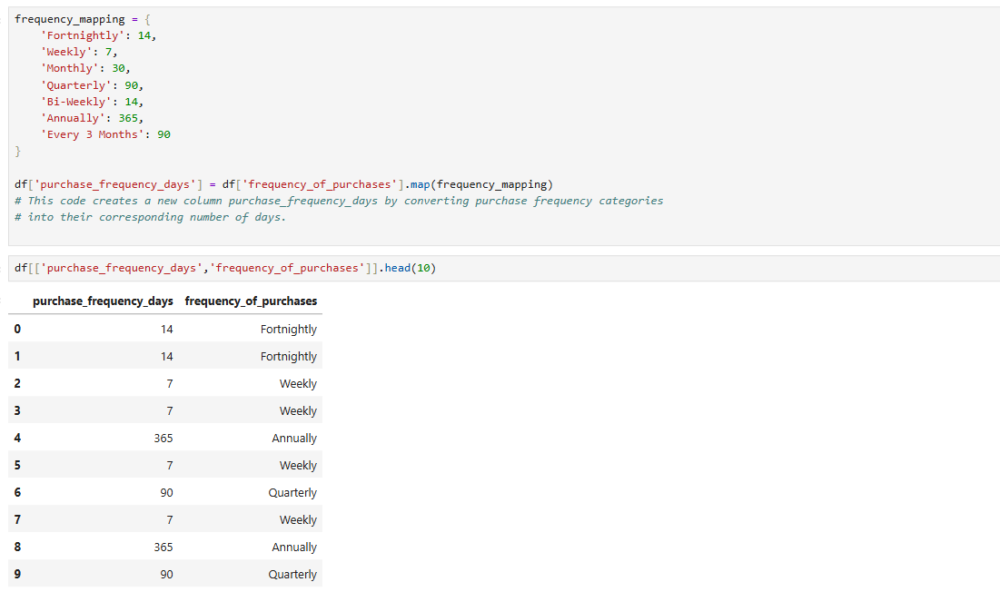 frequency_mapping = {
    'Fortnightly': 14,
    'Weekly': 7,
    'Monthly': 30,
    'Quarterly': 90,
    'Bi-Weekly': 14,
    'Annually': 365,
    'Every 3 Months': 90
}
df['purchase_frequency_days'] = df['frequency_of_purchases'].map(frequency_mapping)
# This code creates a new column purchase_frequency_days by converting purchase frequency categories
# into their corresponding number of days.
df[['purchase_frequency_days','frequency_of_purchases']].head(10)
purchase_frequency_days frequency_of_purchases
0 14 Fortnightly
1 14 Fortnightly
2 7 Weekly
3 7 Weekly
4 365 Annually
5 7 Weekly
6 90 Quarterly
7 7 Weekly
8 365 Annually
9 90 Quarterly